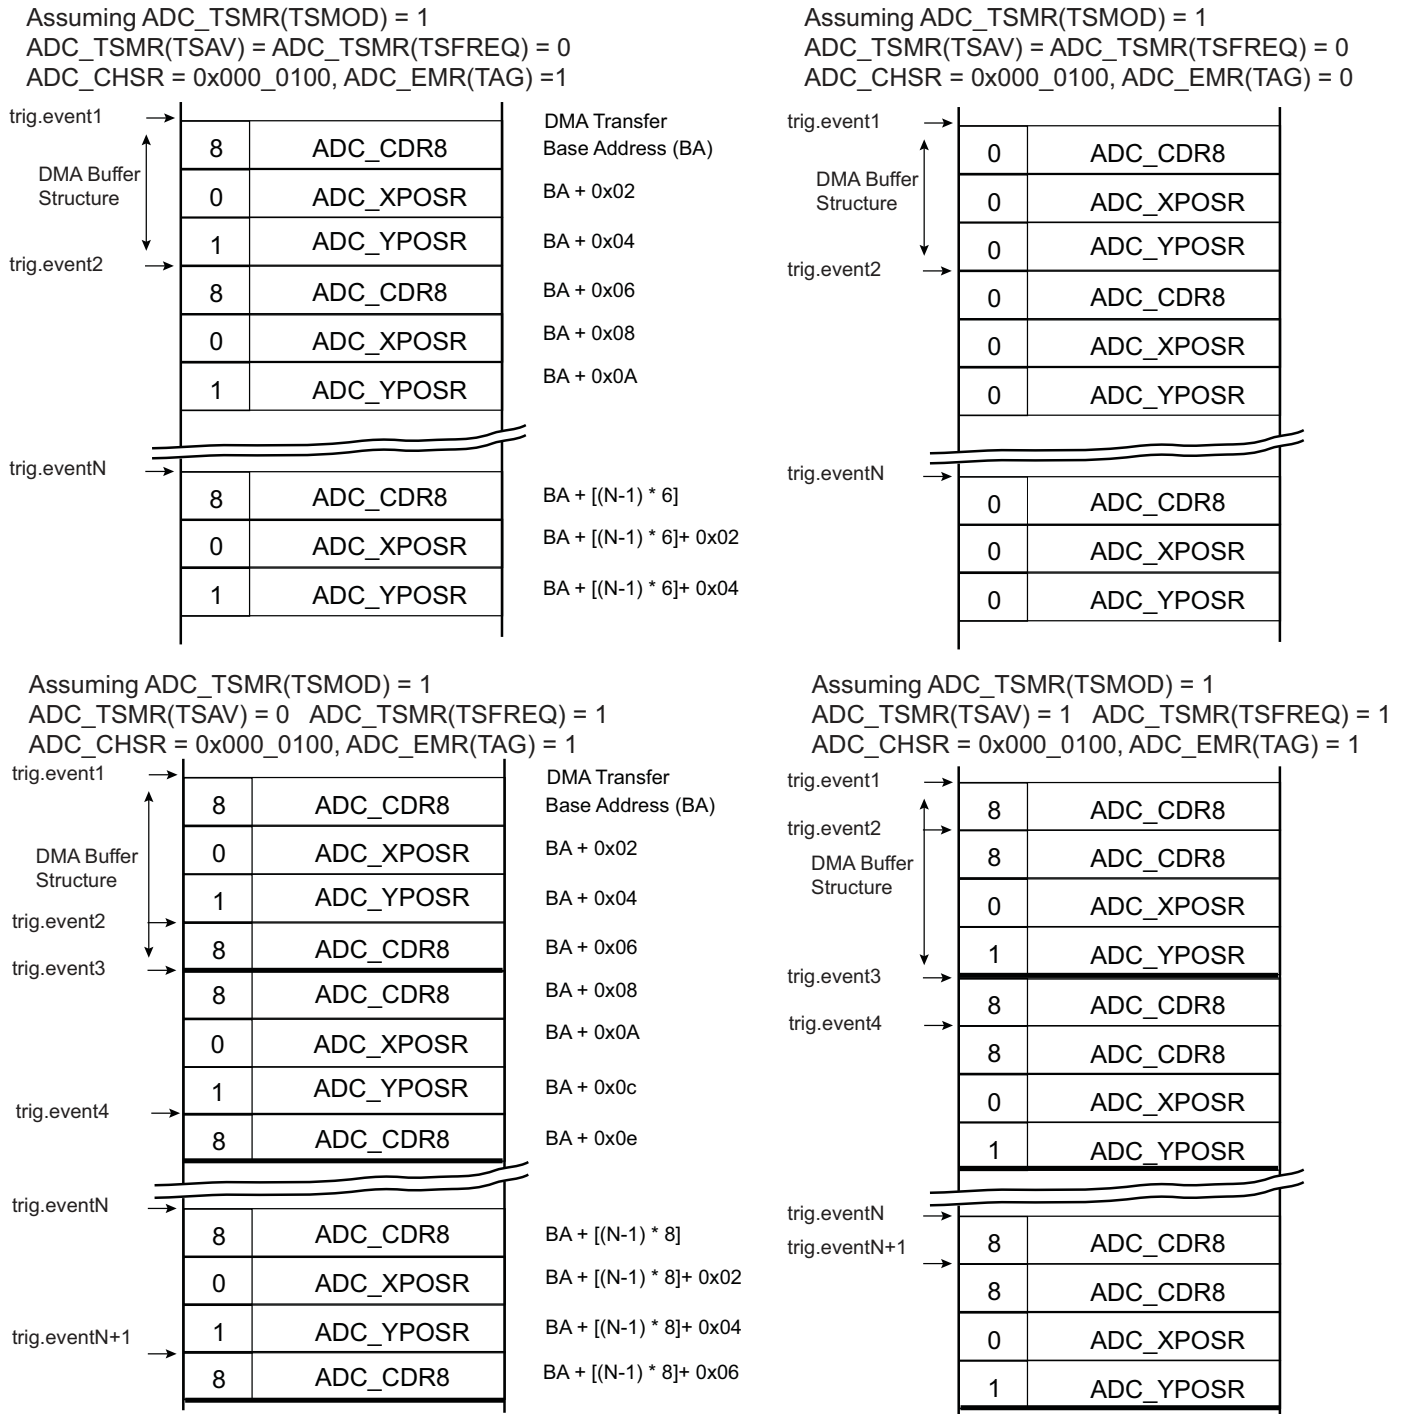 Assuming ADC_TSMR(TSMOD) = 1
ADC_TSMR(TSAV) = ADC_TSMR(TSFREQ) = 0
ADC_CHSR = 0x000_0100, ADC_EMR(TAG) =1
trig.event1
DMA Transfer
8 ADC_CDR8 Base Address (BA)
DMA Buffer
Structure
0 ADC_XPOSR BA + 0x02
1 ADC_YPOSR BA + 0x04
trig.event2
8 ADC_CDR8 BA + 0x06
0 ADC_XPOSR BA + 0x08
1 ADC_YPOSR BA + 0x0A
trig.eventN
8 ADC_CDR8 BA + [(N-1) * 6]
0 ADC_XPOSR BA + [(N-1) * 6]+ 0x02
1 ADC_YPOSR BA + [(N-1) * 6]+ 0x04
Assuming ADC_TSMR(TSMOD) = 1
ADC_TSMR(TSAV) = ADC_TSMR(TSFREQ) = 0
ADC_CHSR = 0x000_0100, ADC_EMR(TAG) = 0
trig.event1
0 ADC_CDR8
DMA Buffer
Structure
0 ADC_XPOSR
0 ADC_YPOSR
trig.event2
0 ADC_CDR8
0 ADC_XPOSR
0 ADC_YPOSR
trig.eventN
0 ADC_CDR8
0 ADC_XPOSR
0 ADC_YPOSR
Assuming ADC_TSMR(TSMOD) = 1
ADC_TSMR(TSAV) = 0 ADC_TSMR(TSFREQ) = 1
ADC_CHSR = 0x000_0100, ADC_EMR(TAG) = 1
trig.event1
DMA Transfer
8 ADC_CDR8 Base Address (BA)
DMA Buffer
Structure
0 ADC_XPOSR BA + 0x02
1 ADC_YPOSR BA + 0x04
trig.event2
8 ADC_CDR8 BA + 0x06
trig.event3
8 ADC_CDR8 BA + 0x08
0 ADC_XPOSR BA + 0x0A
1 ADC_YPOSR BA + 0x0c
trig.event4
8 ADC_CDR8 BA + 0x0e
trig.eventN
8 ADC_CDR8 BA + [(N-1) * 8]
0 ADC_XPOSR BA + [(N-1) * 8]+ 0x02
1 ADC_YPOSR BA + [(N-1) * 8]+ 0x04
trig.eventN+1
8 ADC_CDR8 BA + [(N-1) * 8]+ 0x06
Assuming ADC_TSMR(TSMOD) = 1
ADC_TSMR(TSAV) = 1 ADC_TSMR(TSFREQ) = 1
ADC_CHSR = 0x000_0100, ADC_EMR(TAG) = 1
trig.event1
8 ADC_CDR8
trig.event2
DMA Buffer
Structure
8 ADC_CDR8
0 ADC_XPOSR
1 ADC_YPOSR
trig.event3
8 ADC_CDR8
trig.event4
8 ADC_CDR8
0 ADC_XPOSR
1 ADC_YPOSR
trig.eventN
8 ADC_CDR8
trig.eventN+1
8 ADC_CDR8
0 ADC_XPOSR
1 ADC_YPOSR